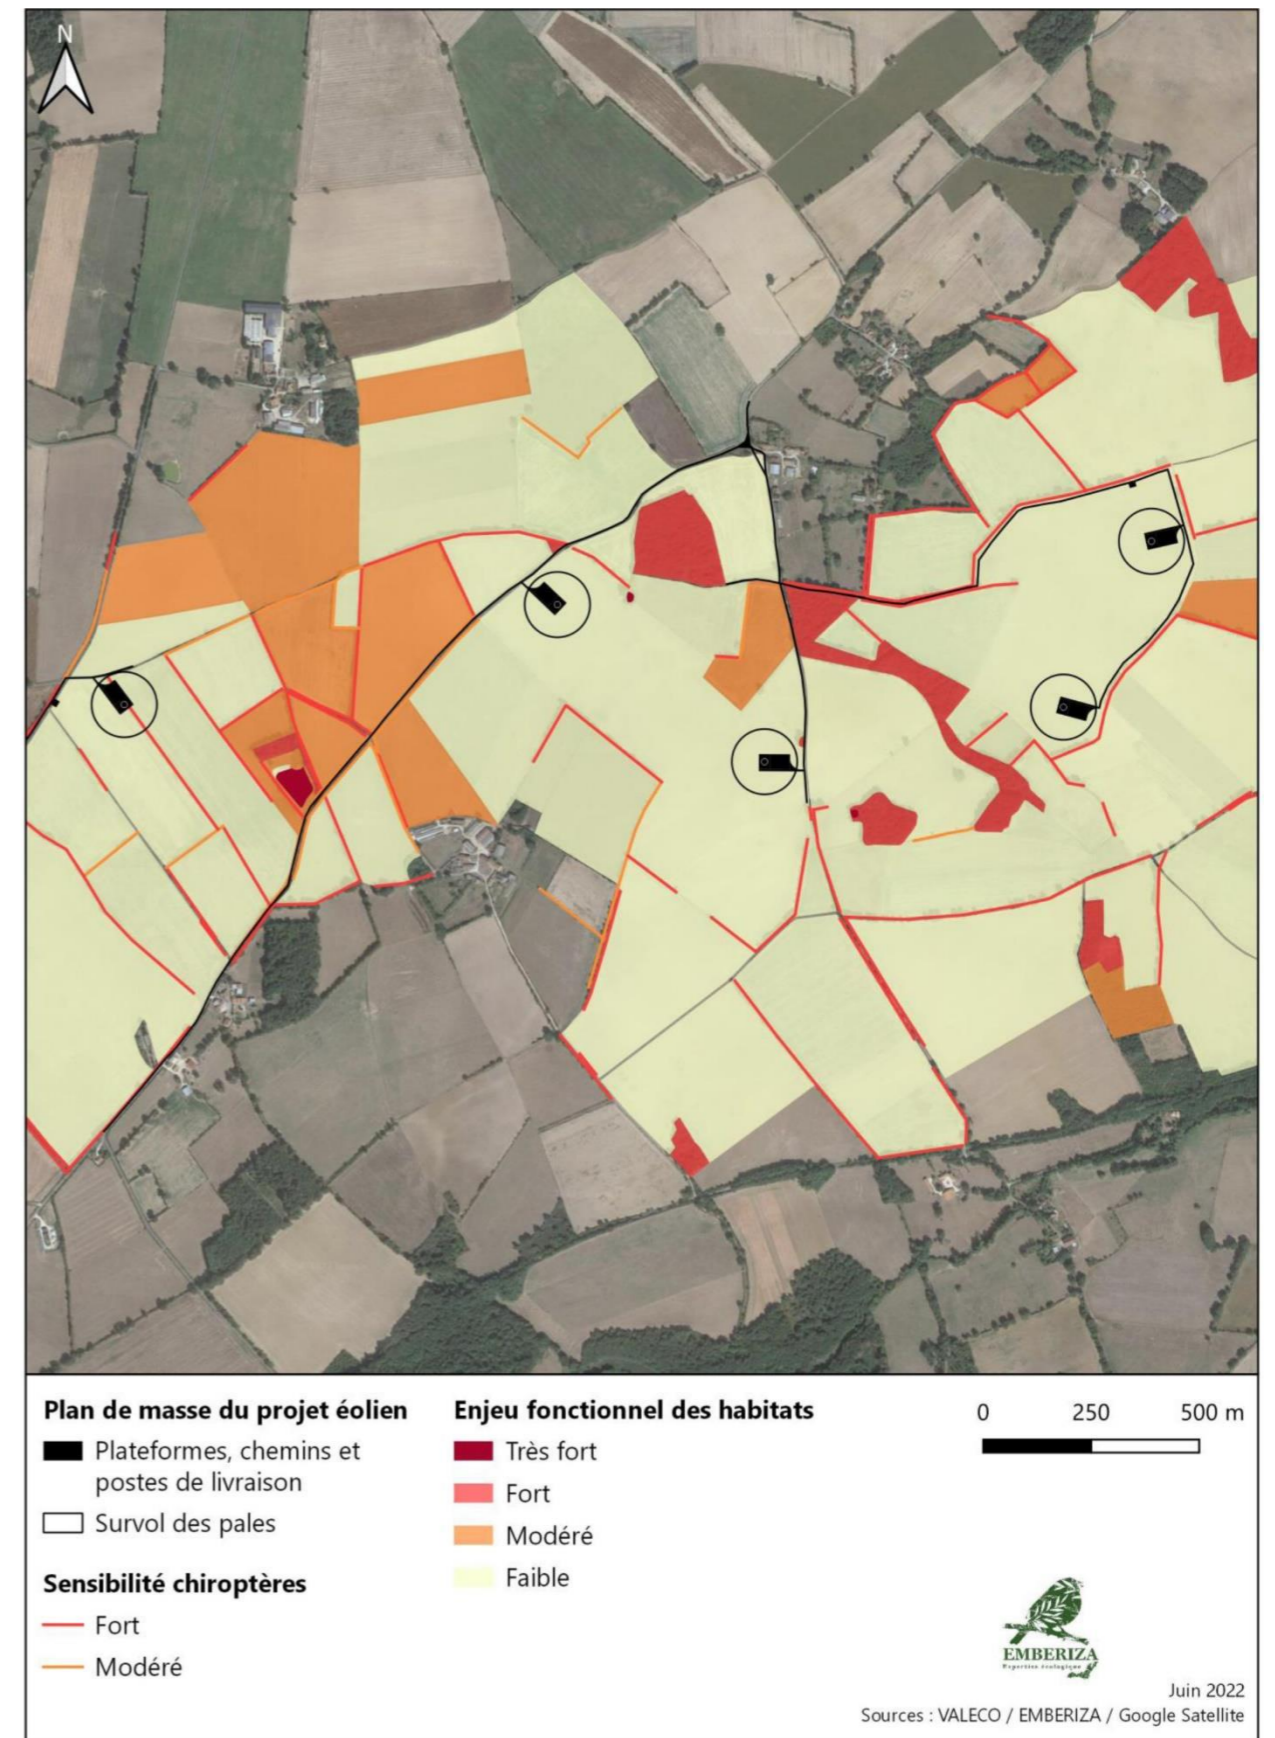 N
Plan de masse du projet éolien
Plateformes, chemins et
postes de livraison
Survol des pales
Sensibilité chiroptères
Fort
Modéré
Enjeu fonctionnel des habitats
Très fort
Fort
Modéré
Faible
0 250 500 m
EMBERIZA
Expertise écologique
Juin 2022
Sources : VALECO / EMBERIZA / Google Satellite